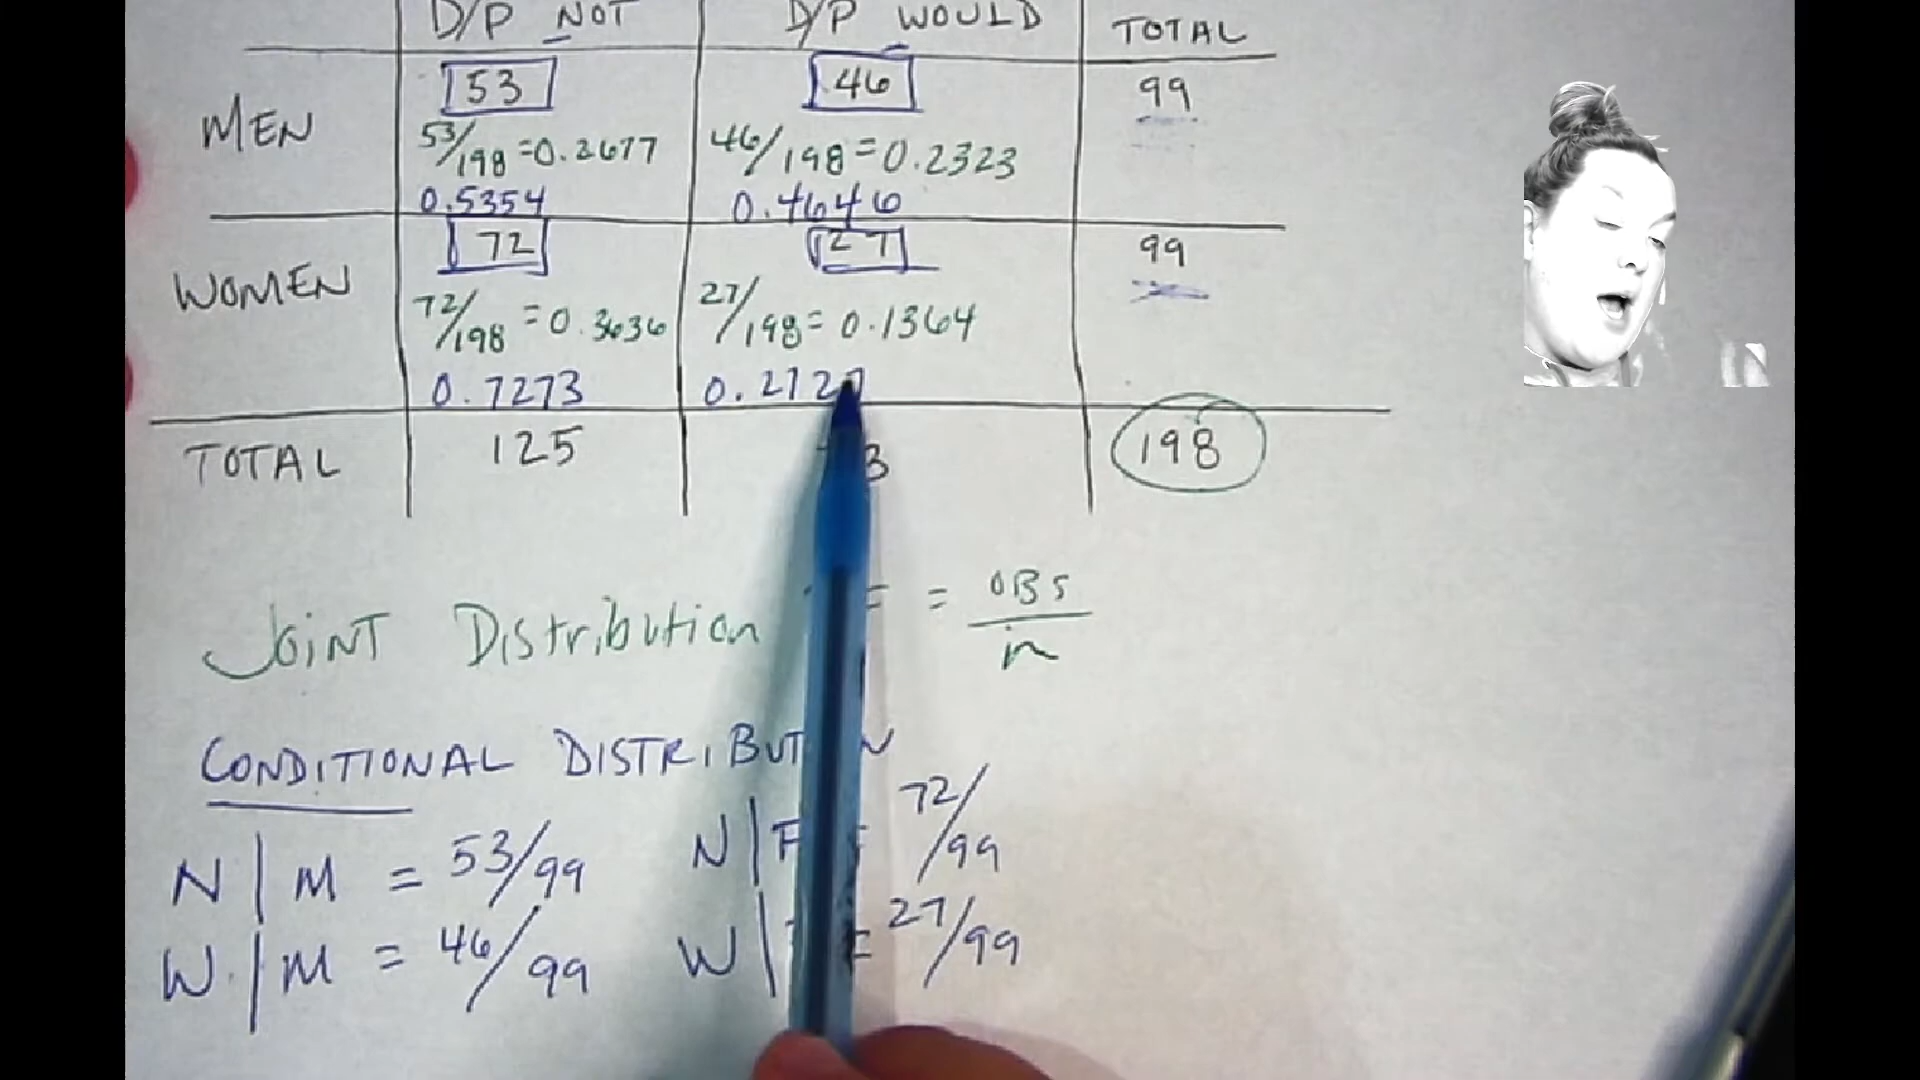 D/P NOT D/P WOULD TOTAL
MEN 53 46 99
53/198 = 0.2677 46/198 = 0.2323
0.5354 0.4646
WOMEN 72 27 99
72/198 = 0.3636 27/198 = 0.1364
0.7273 0.2727
TOTAL 125 198
JOINT Distribution = OBS/n
CONDITIONAL
N|M = 53/99 N|F = 72/99
W|M = 46/99 = 27/99